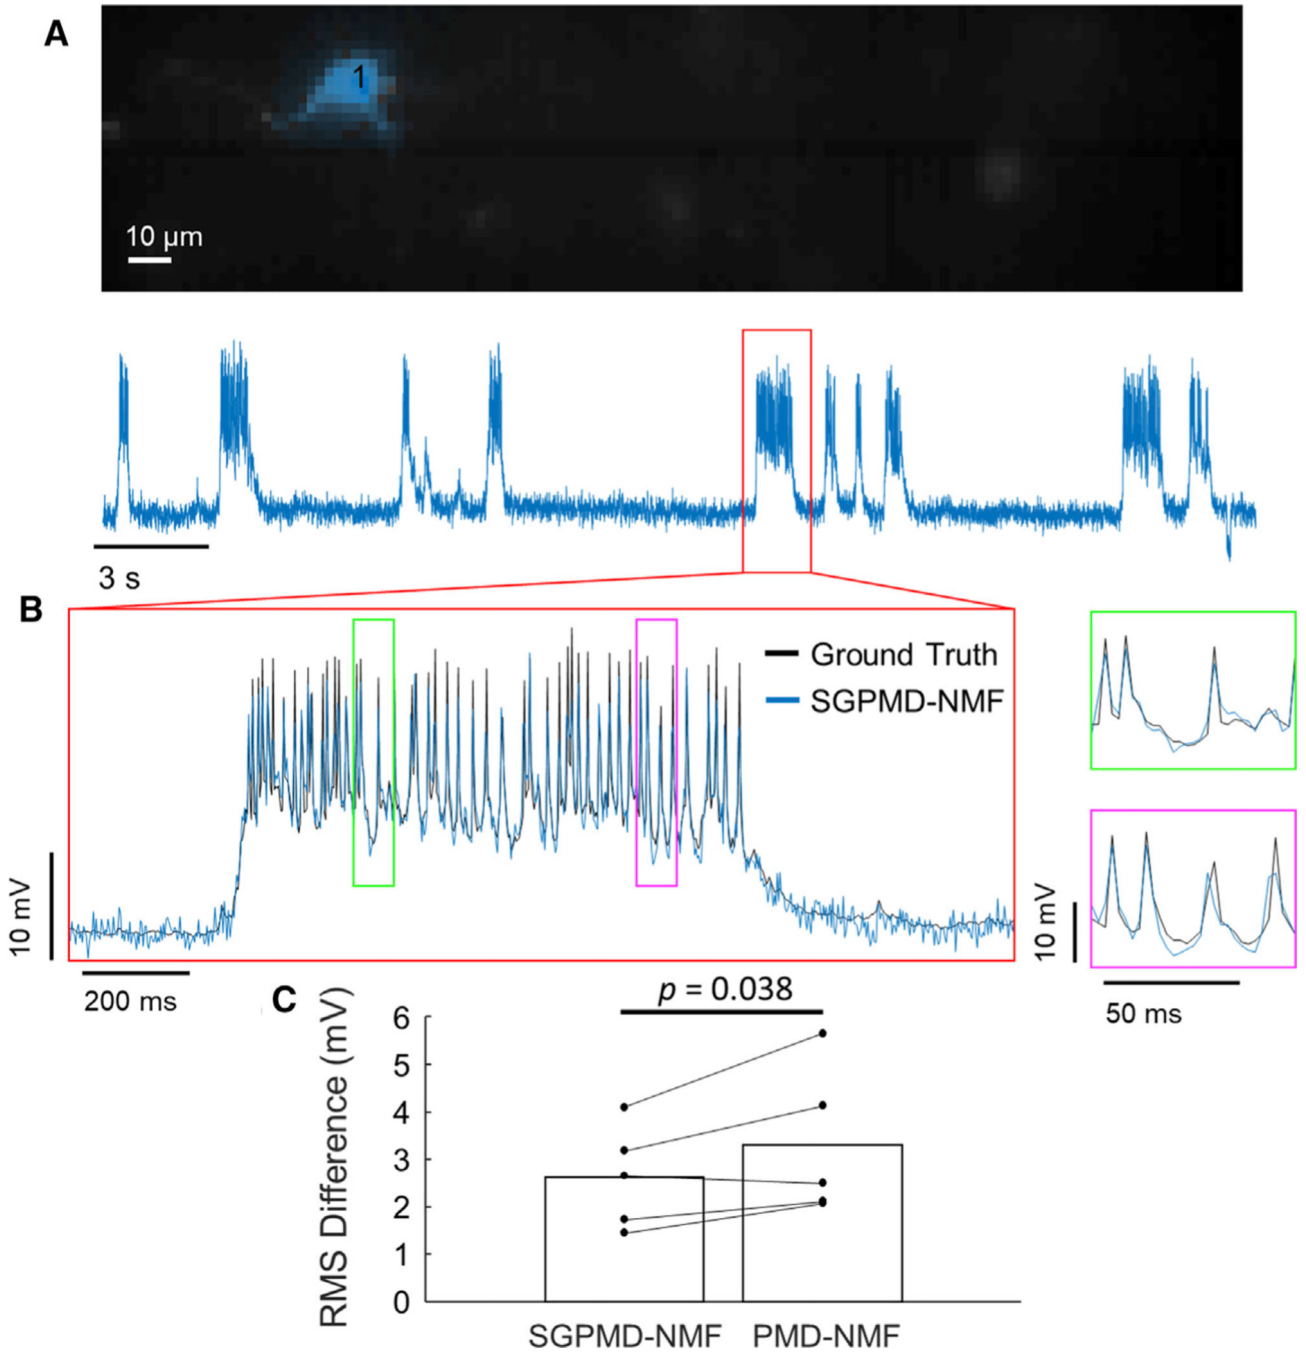 A
1
10 µm
3 s
B
Ground Truth
SGPMD-NMF
10 mV
200 ms
10 mV
50 ms
C
p = 0.038
RMS Difference (mV)
6
5
4
3
2
1
0
SGPMD-NMF PMD-NMF